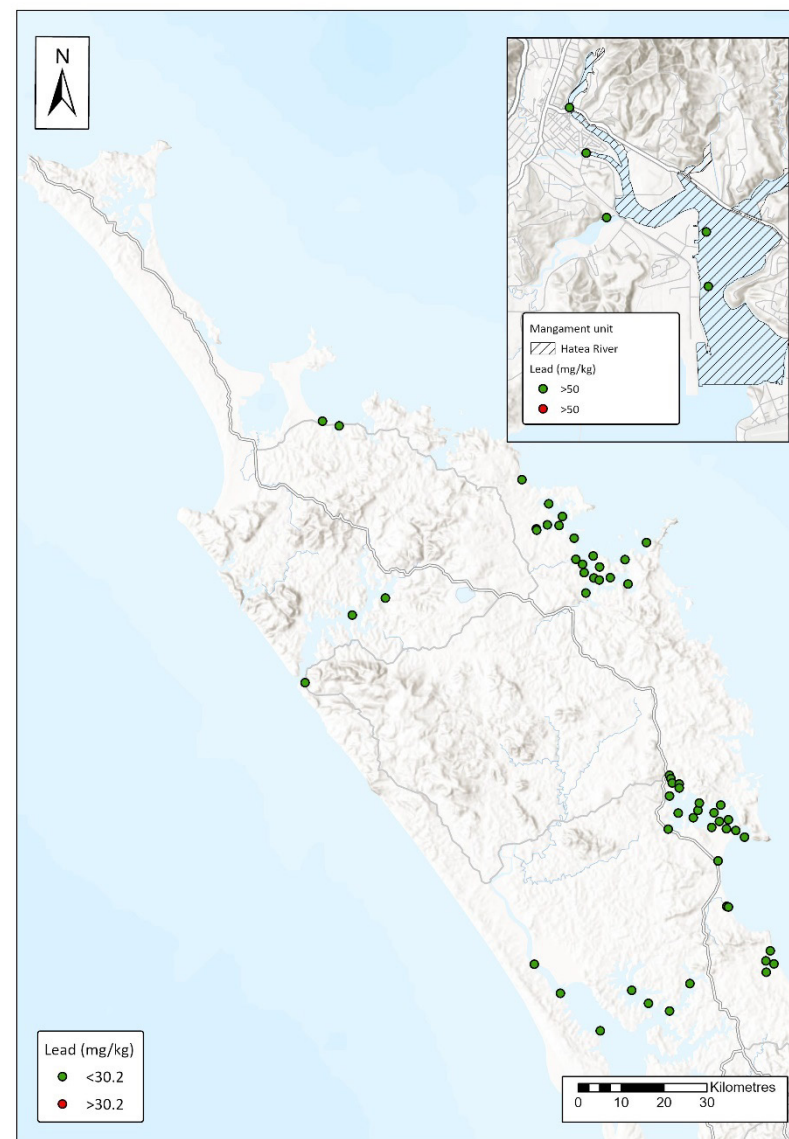 N
Mangament unit
Hatea River
Lead (mg/kg)
>50
>50
Lead (mg/kg)
<30.2
>30.2
Kilometres
0 10 20 30